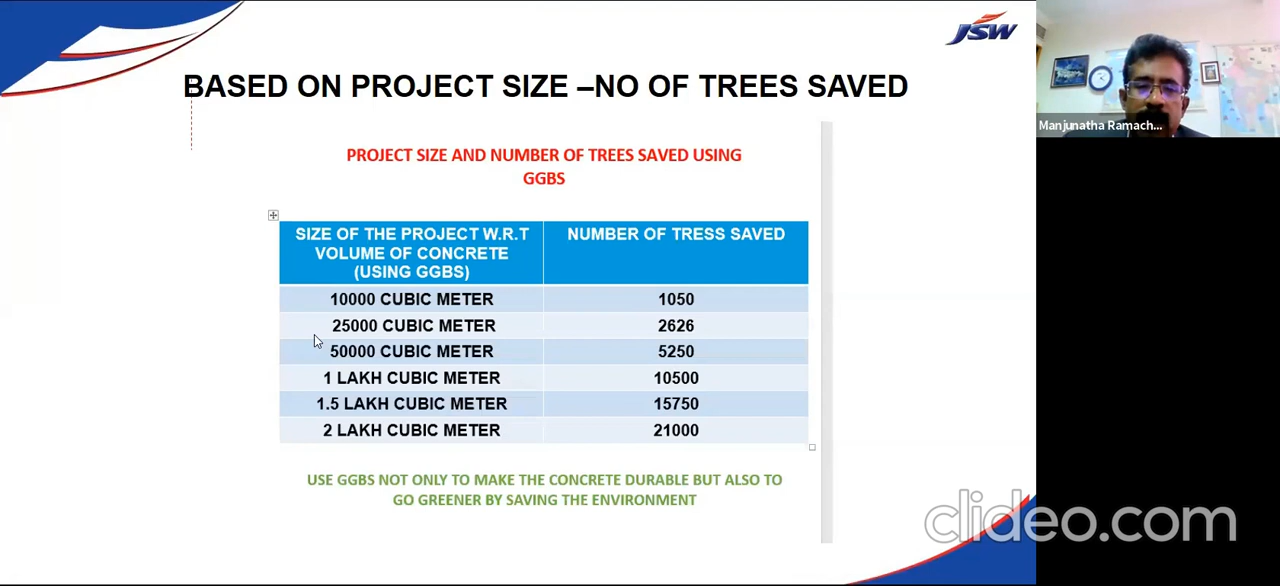 JSW
BASED ON PROJECT SIZE –NO OF TREES SAVED
Manjunatha Ramach...
PROJECT SIZE AND NUMBER OF TREES SAVED USING
GGBS
SIZE OF THE PROJECT W.R.T
VOLUME OF CONCRETE
(USING GGBS)
NUMBER OF TRESS SAVED
10000 CUBIC METER 1050
25000 CUBIC METER 2626
50000 CUBIC METER 5250
1 LAKH CUBIC METER 10500
1.5 LAKH CUBIC METER 15750
2 LAKH CUBIC METER 21000
USE GGBS NOT ONLY TO MAKE THE CONCRETE DURABLE BUT ALSO TO
GO GREENER BY SAVING THE ENVIRONMENT
clideo.com